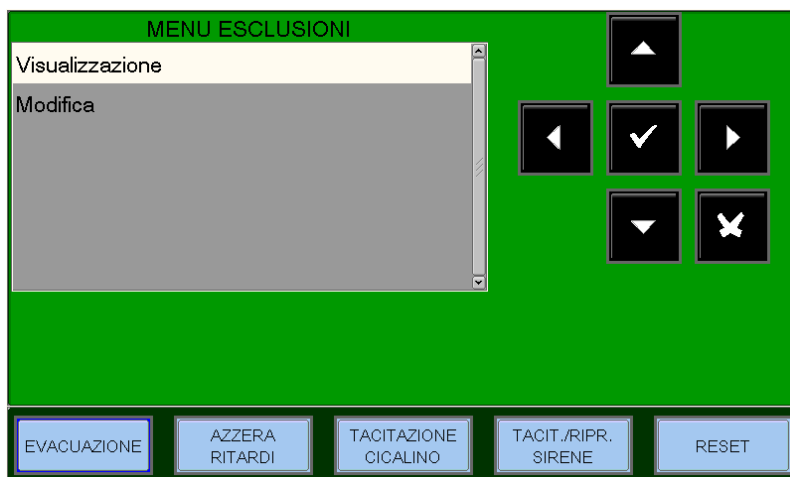 MENU ESCLUSIONI
Visualizzazione
Modifica
EVACUAZIONE
AZZERA
RITARDI
TACITAZIONE
CICALINO
TACIT./RIPR.
SIRENE
RESET